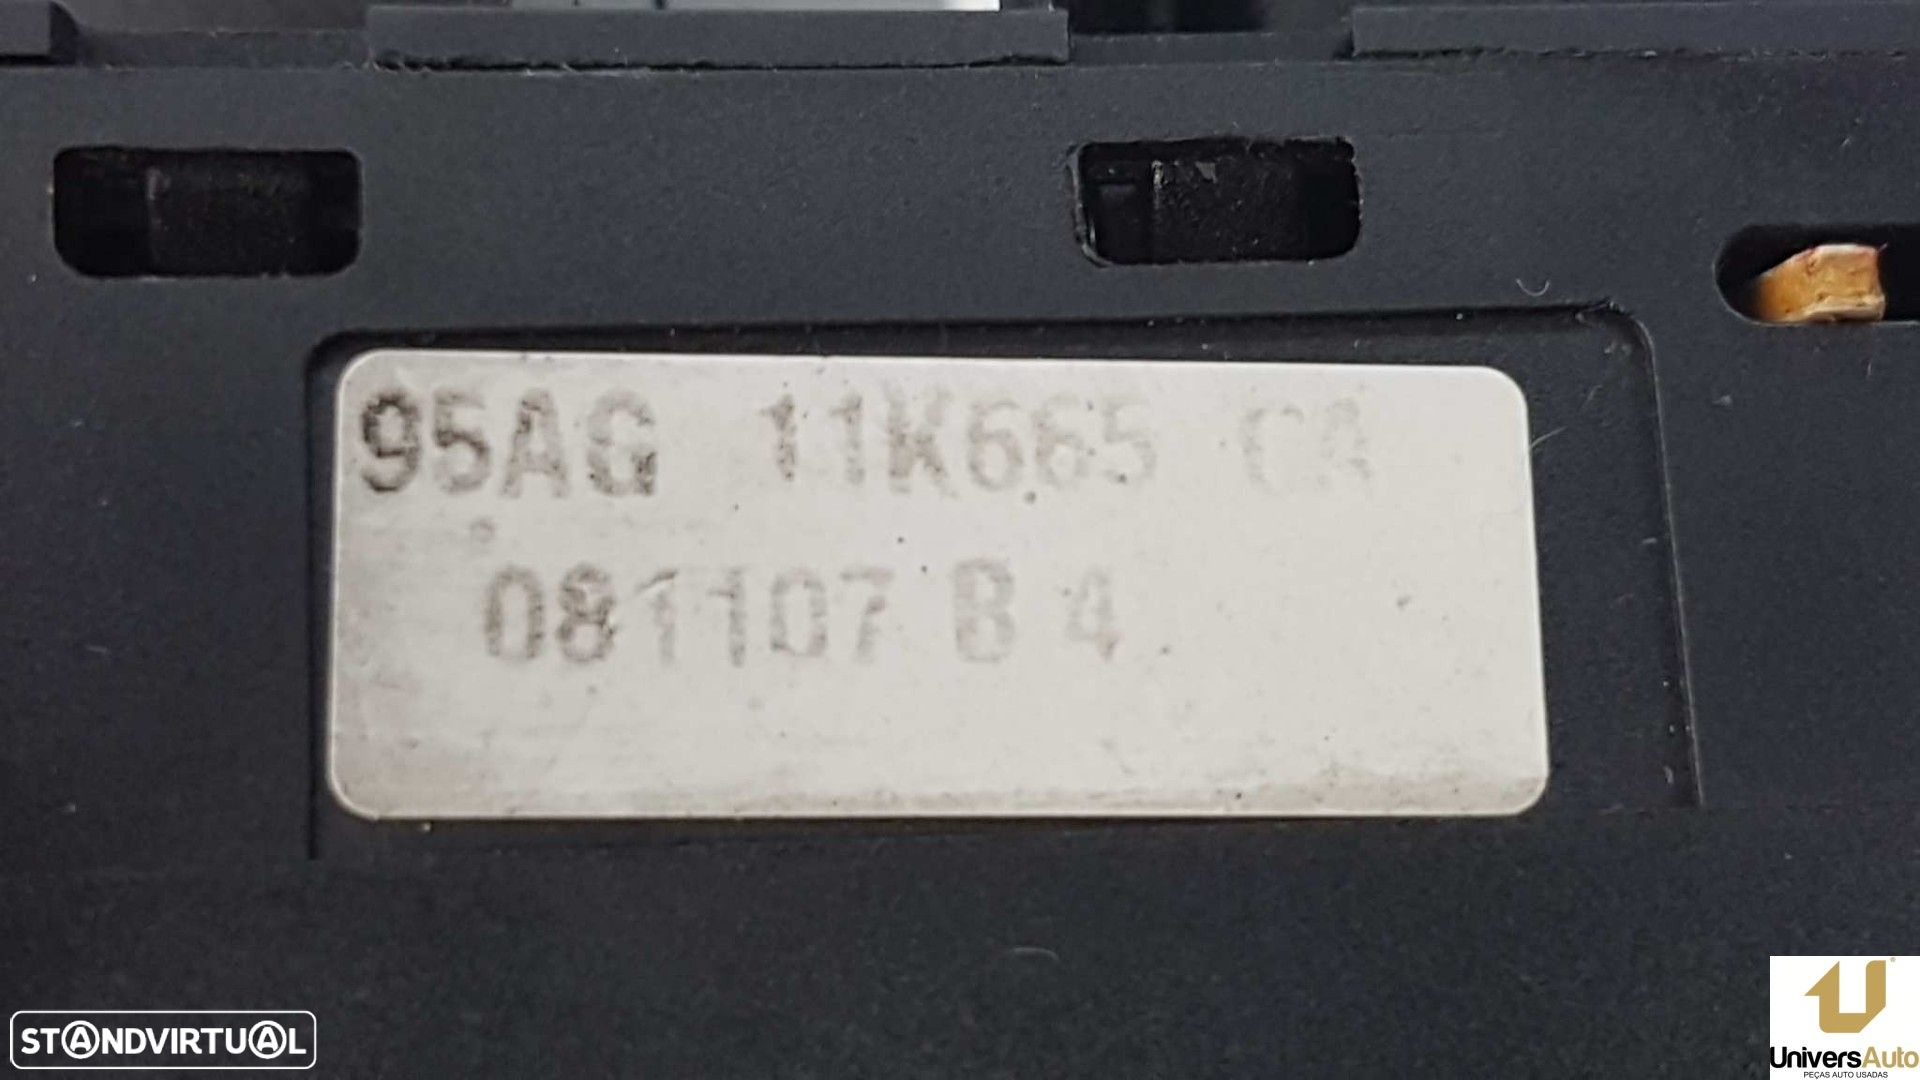 95AG 11K665 CA
081107 B 4
STANDVIRTUAL
UniversAuto
PEÇAS AUTO USADAS